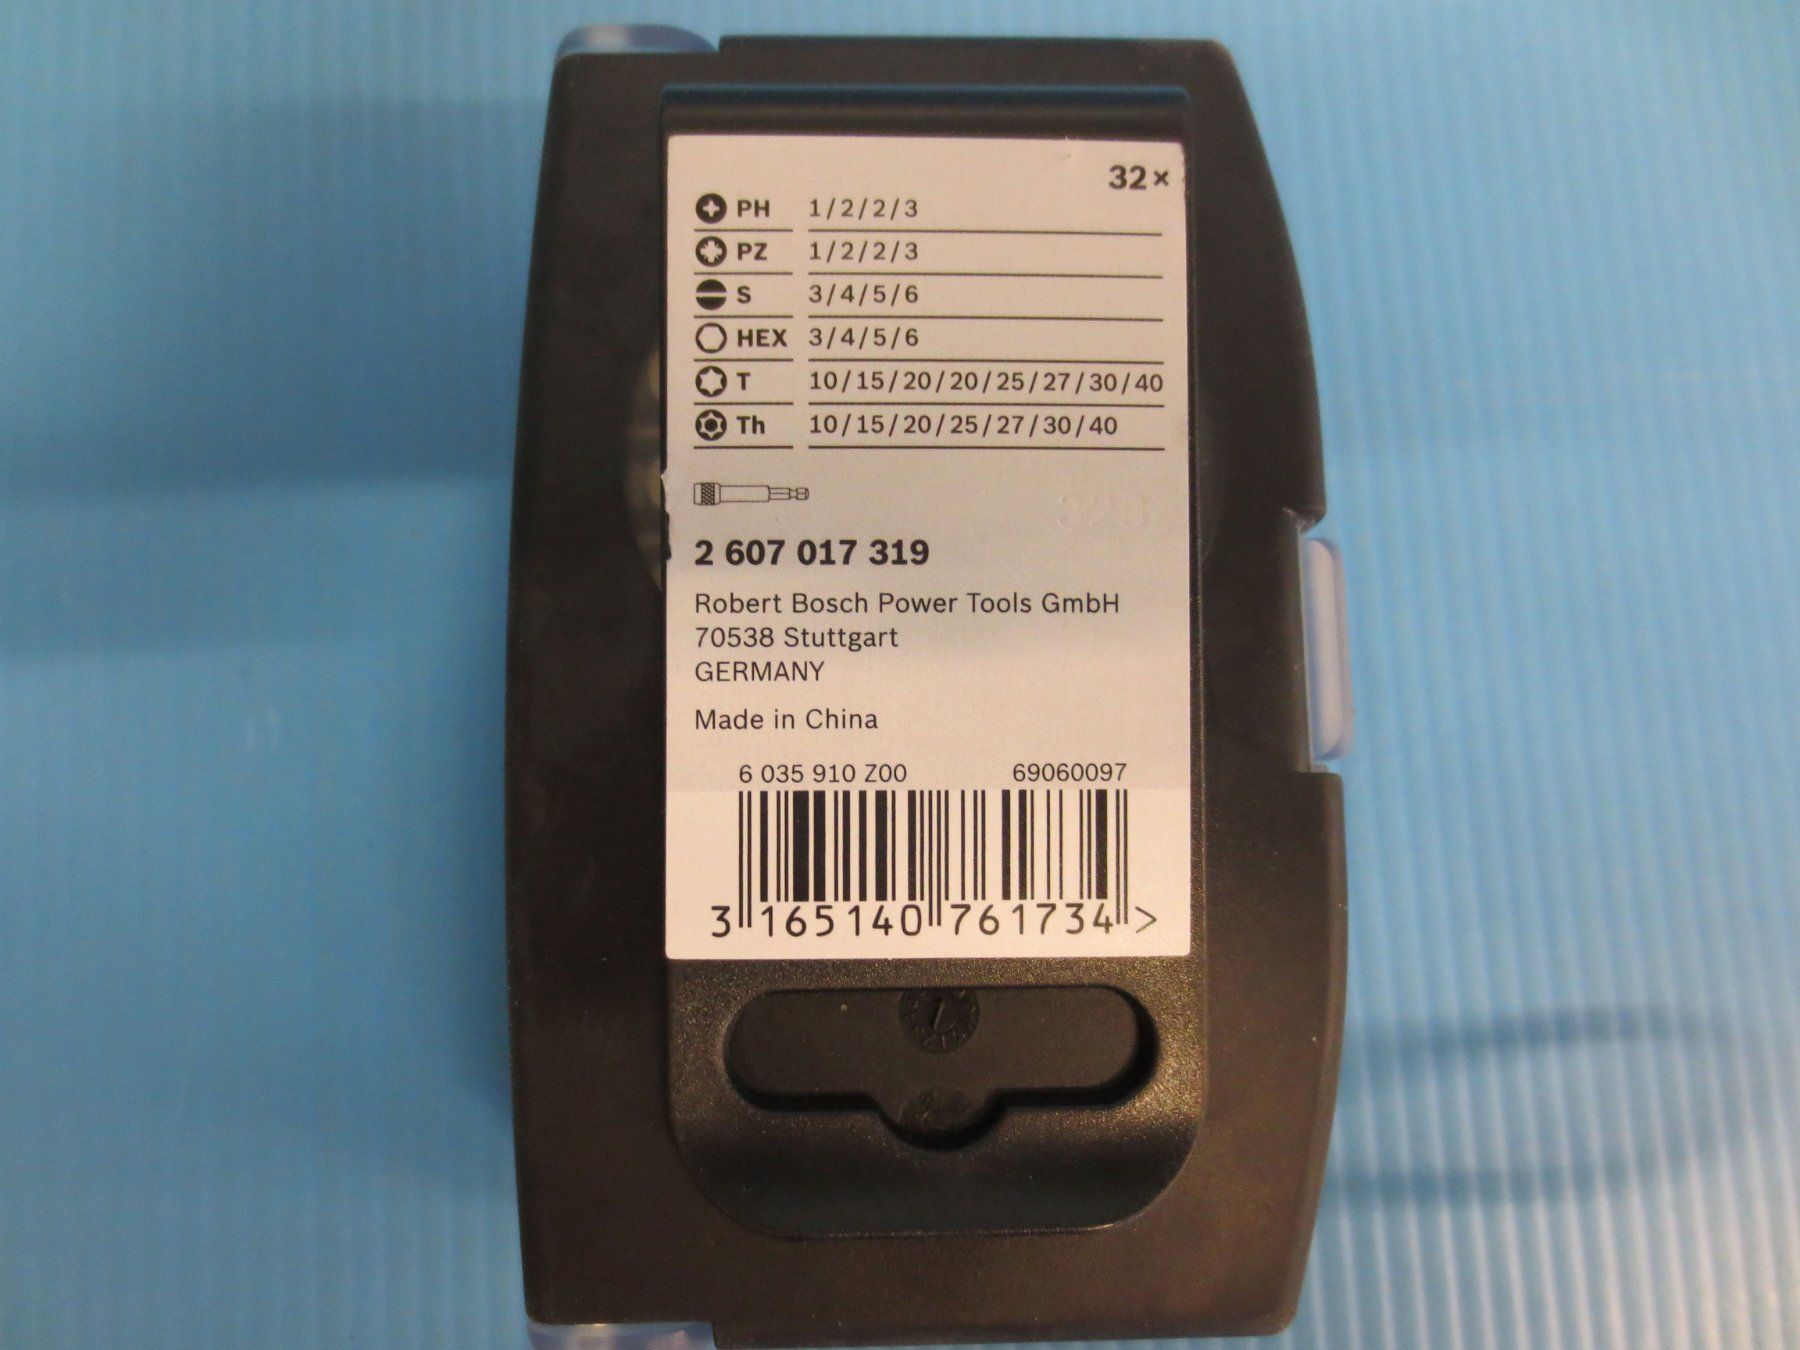 32×
PH 1/2/2/3
PZ 1/2/2/3
S 3/4/5/6
HEX 3/4/5/6
T 10/15/20/20/25/27/30/40
Th 10/15/20/25/27/30/40
2 607 017 319
Robert Bosch Power Tools GmbH
70538 Stuttgart
GERMANY
Made in China
6 035 910 Z00 69060097
3 165140 761734 >